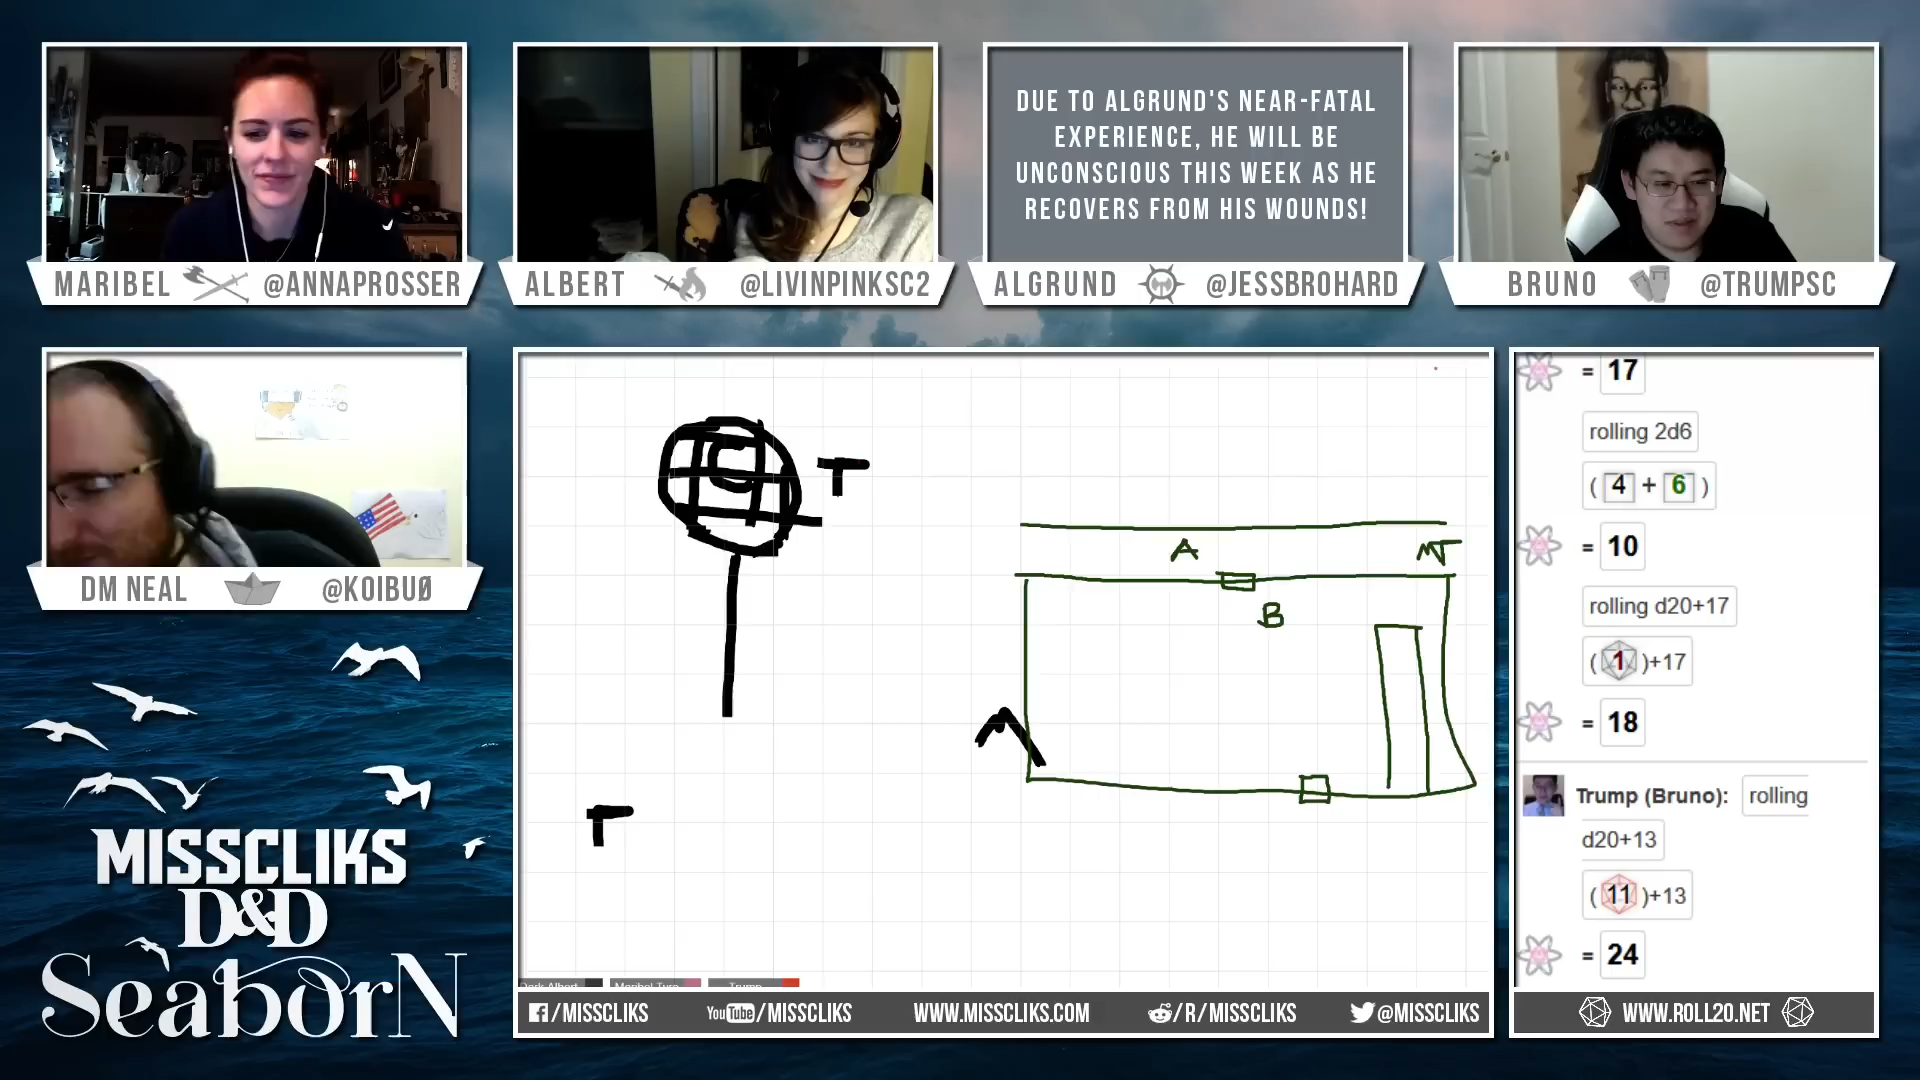 DUE TO ALGRUND'S NEAR-FATAL
EXPERIENCE, HE WILL BE
UNCONSCIOUS THIS WEEK AS HE
RECOVERS FROM HIS WOUNDS!
MARIBEL @ANNAPROSSER
ALBERT @LIVINPINKSC2
ALGRUND @JESSBROHARD
BRUNO @TRUMPSC
DM NEAL @KOIBUØ
T
A
MT
B
T
= 17
rolling 2d6
( 4 + 6 )
= 10
rolling d20+17
( 1 )+17
= 18
Trump (Bruno): rolling
d20+13
( 11 )+13
= 24
MISSCLIKS
D&D
SeaborN
/MISSCLIKS
YouTube/MISSCLIKS
WWW.MISSCLIKS.COM
/R/MISSCLIKS
@MISSCLIKS
WWW.ROLL20.NET